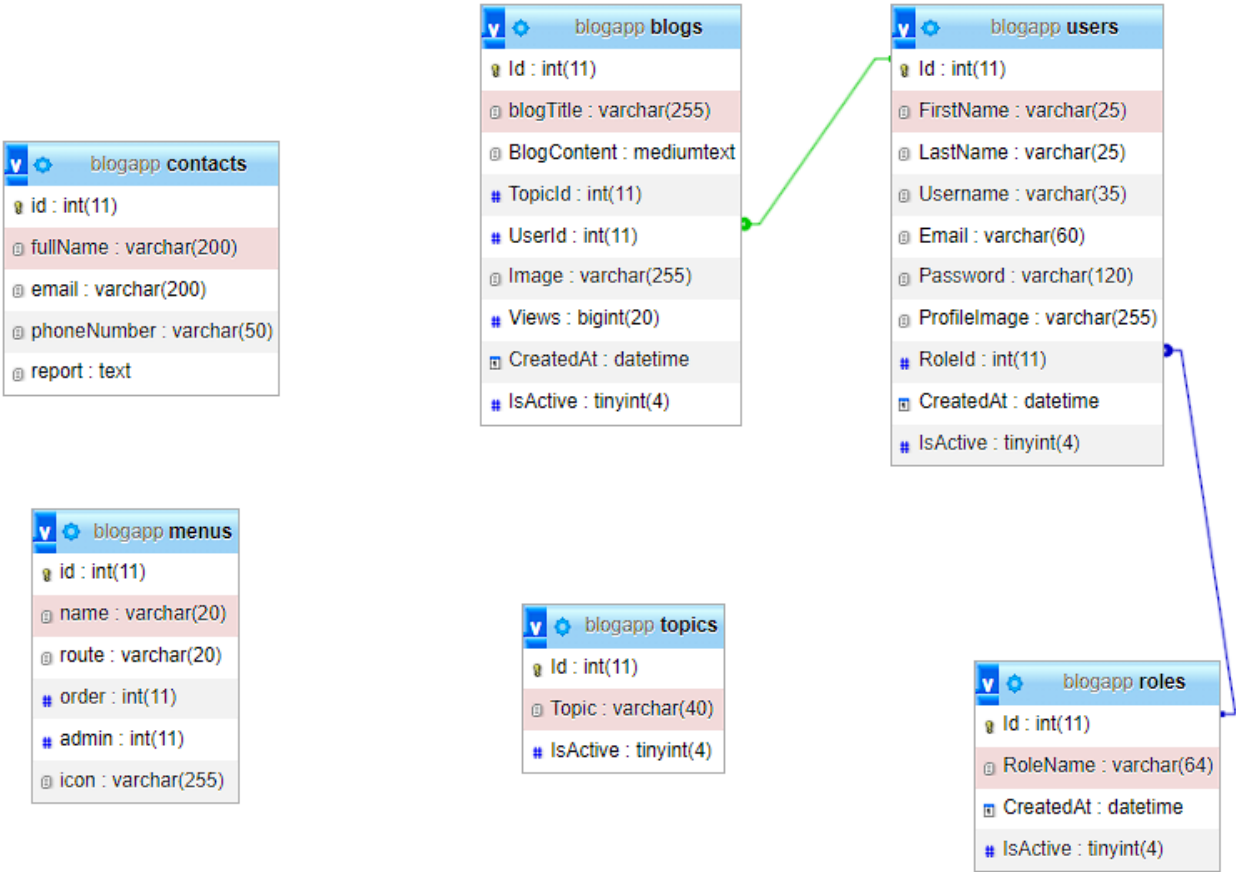 blogapp blogs
Id : int(11)
blogTitle : varchar(255)
BlogContent : mediumtext
TopicId : int(11)
UserId : int(11)
Image : varchar(255)
Views : bigint(20)
CreatedAt : datetime
IsActive : tinyint(4)
blogapp users
Id : int(11)
FirstName : varchar(25)
LastName : varchar(25)
Username : varchar(35)
Email : varchar(60)
Password : varchar(120)
ProfileImage : varchar(255)
RoleId : int(11)
CreatedAt : datetime
IsActive : tinyint(4)
blogapp contacts
id : int(11)
fullName : varchar(200)
email : varchar(200)
phoneNumber : varchar(50)
report : text
blogapp menus
id : int(11)
name : varchar(20)
route : varchar(20)
order : int(11)
admin : int(11)
icon : varchar(255)
blogapp topics
Id : int(11)
Topic : varchar(40)
IsActive : tinyint(4)
blogapp roles
Id : int(11)
RoleName : varchar(64)
CreatedAt : datetime
IsActive : tinyint(4)